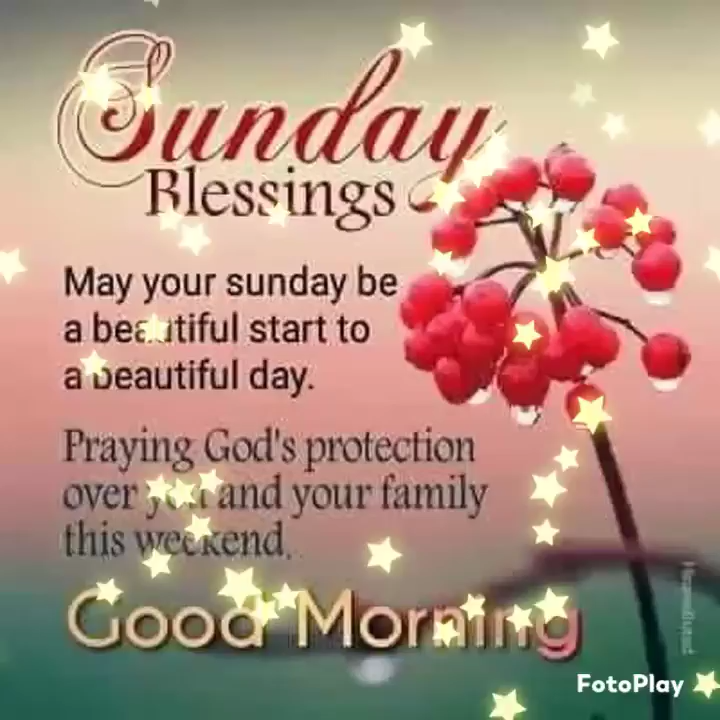 Sunday
Blessings
May your sunday be
a beautiful start to
a beautiful day.
Praying God's protection
over you and your family
this weekend.
Good Morning
FotoPlay